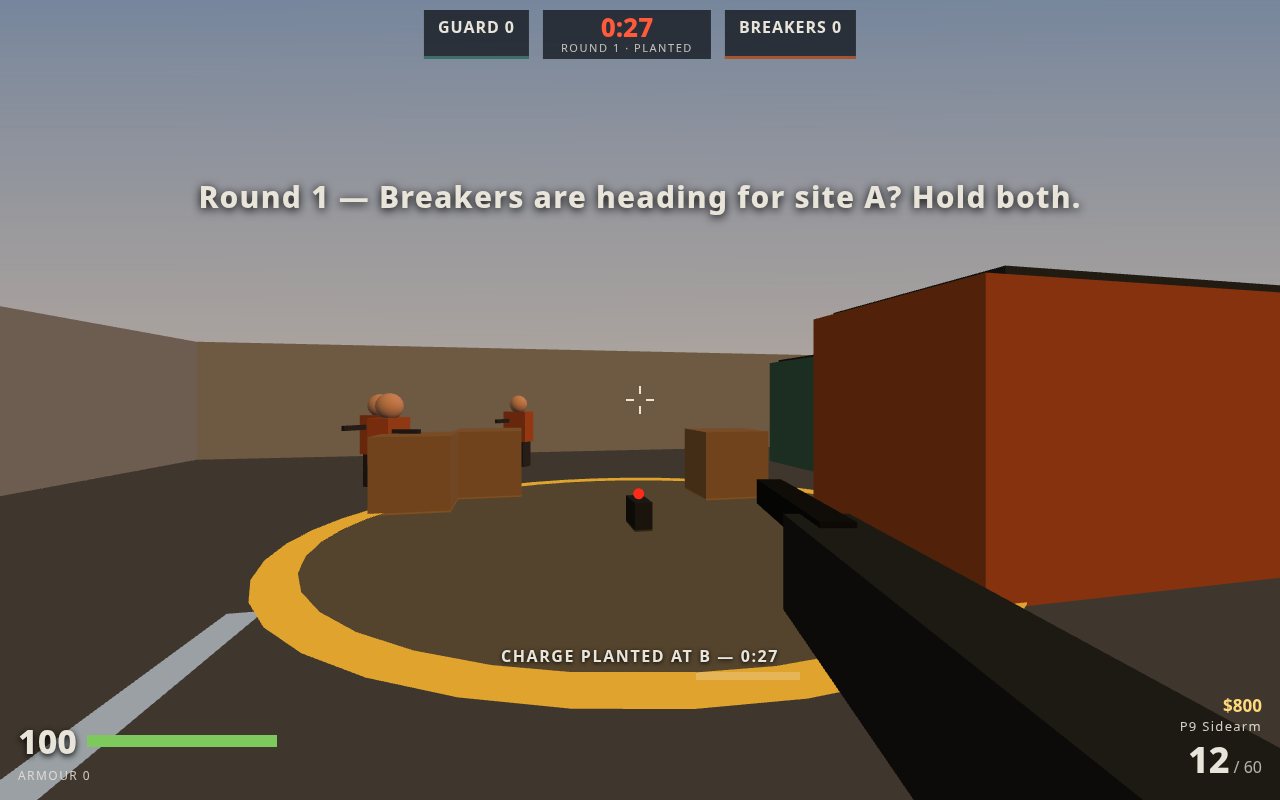 GUARD 0
0:27
ROUND 1 · PLANTED
BREAKERS 0
Round 1 — Breakers are heading for site A? Hold both.
CHARGE PLANTED AT B — 0:27
100
ARMOUR 0
$800
P9 Sidearm
12 / 60